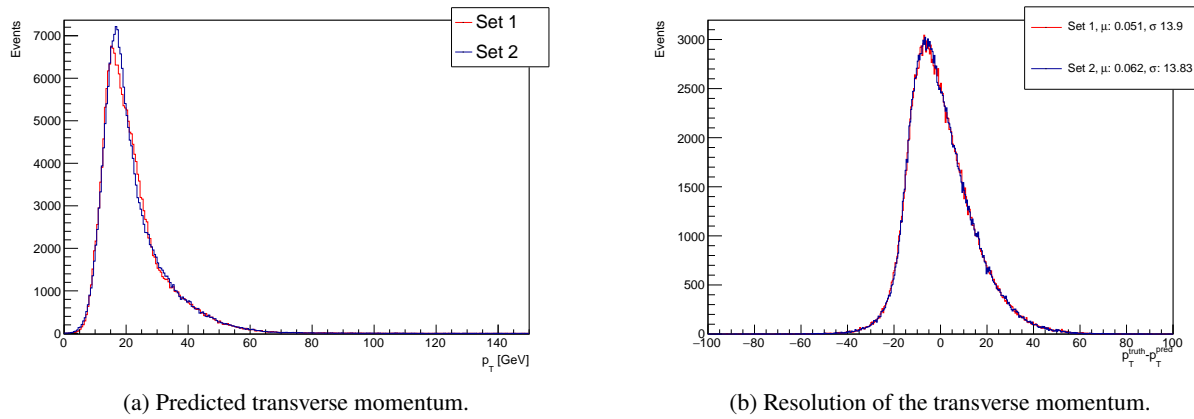 Events
7000
6000
5000
4000
3000
2000
1000
0
0 20 40 60 80 100 120 140
p_T [GeV]
Set 1
Set 2
(a) Predicted transverse momentum.
Events
3000
2500
2000
1500
1000
500
0
−100 −80 −60 −40 −20 0 20 40 60 80 100
p_T^truth-p_T^pred
Set 1, μ: 0.051, σ 13.9
Set 2, μ: 0.062, σ: 13.83
(b) Resolution of the transverse momentum.